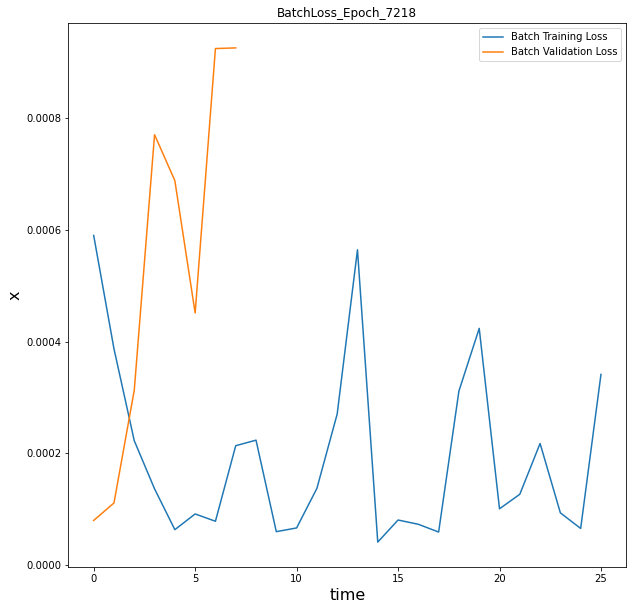 BatchLoss_Epoch_7218
Batch Training Loss
Batch Validation Loss
0.0008
0.0006
x
0.0004
0.0002
0.0000
0 5 10 15 20 25
time